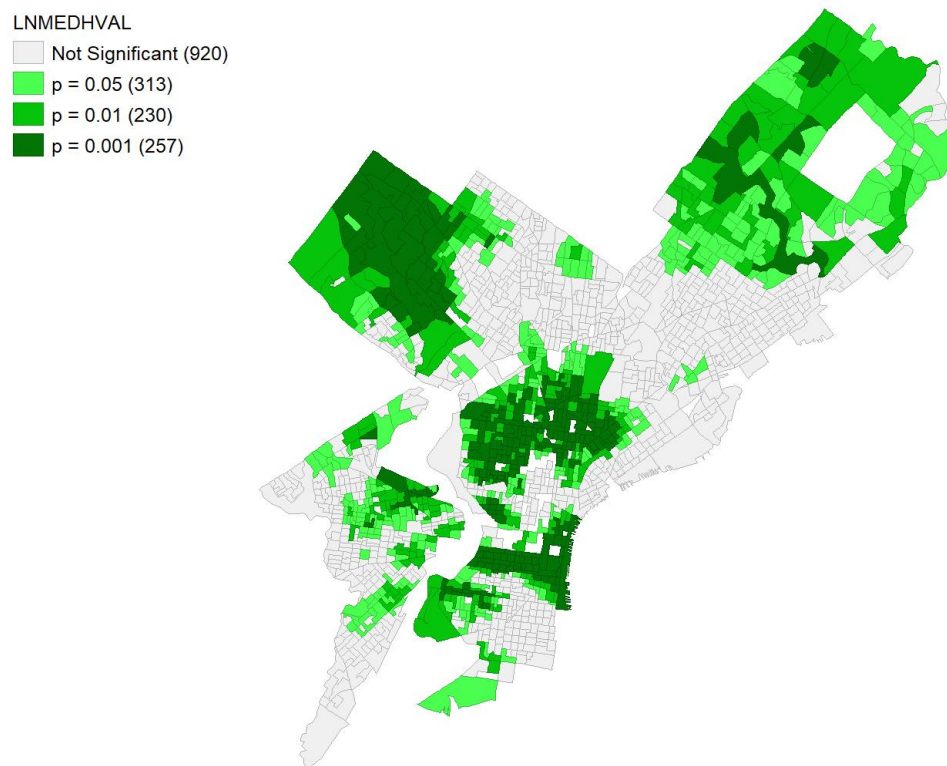 LNMEDHVAL
Not Significant (920)
p = 0.05 (313)
p = 0.01 (230)
p = 0.001 (257)